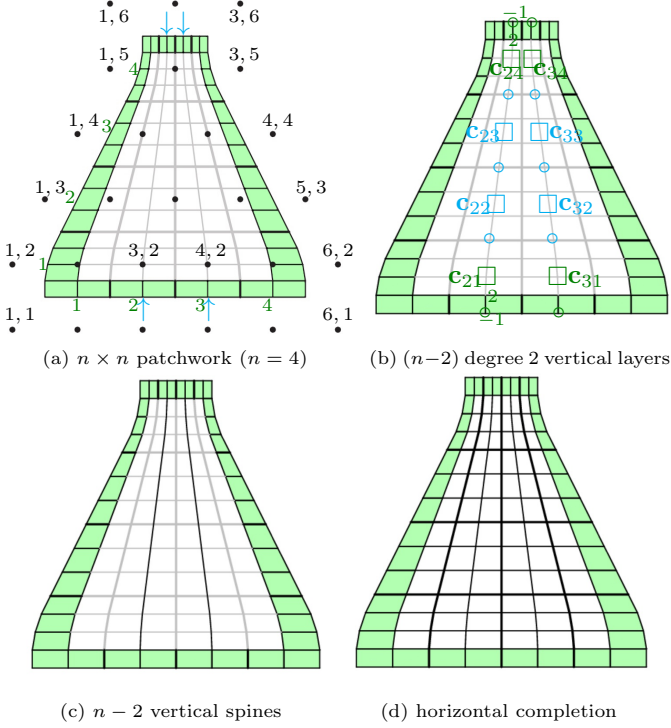 1, 6
3, 6
1, 5
3, 5
4
1, 4
3
4, 4
1, 3
2
5, 3
1, 2
1
3, 2
4, 2
6, 2
1
2
3
4
1, 1
6, 1
(a) n × n patchwork (n = 4)
−1
2
c24
c34
c23
c33
c22
c32
c21
c31
2
−1
(b) (n−2) degree 2 vertical layers
(c) n − 2 vertical spines
(d) horizontal completion